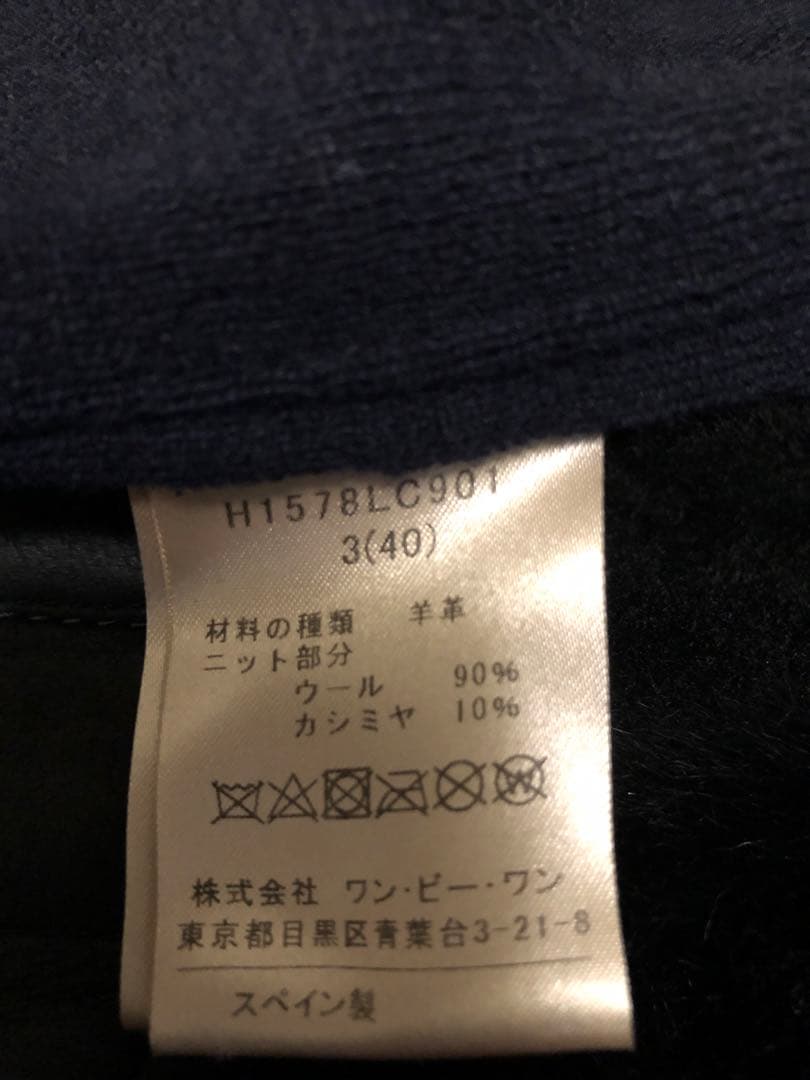 H1578LC901
3(40)
材料の種類 羊革
ニット部分
ウール 90%
カシミヤ 10%
株式会社 ワン・ビー・ワン
東京都目黒区青葉台3-21-8
スペイン製